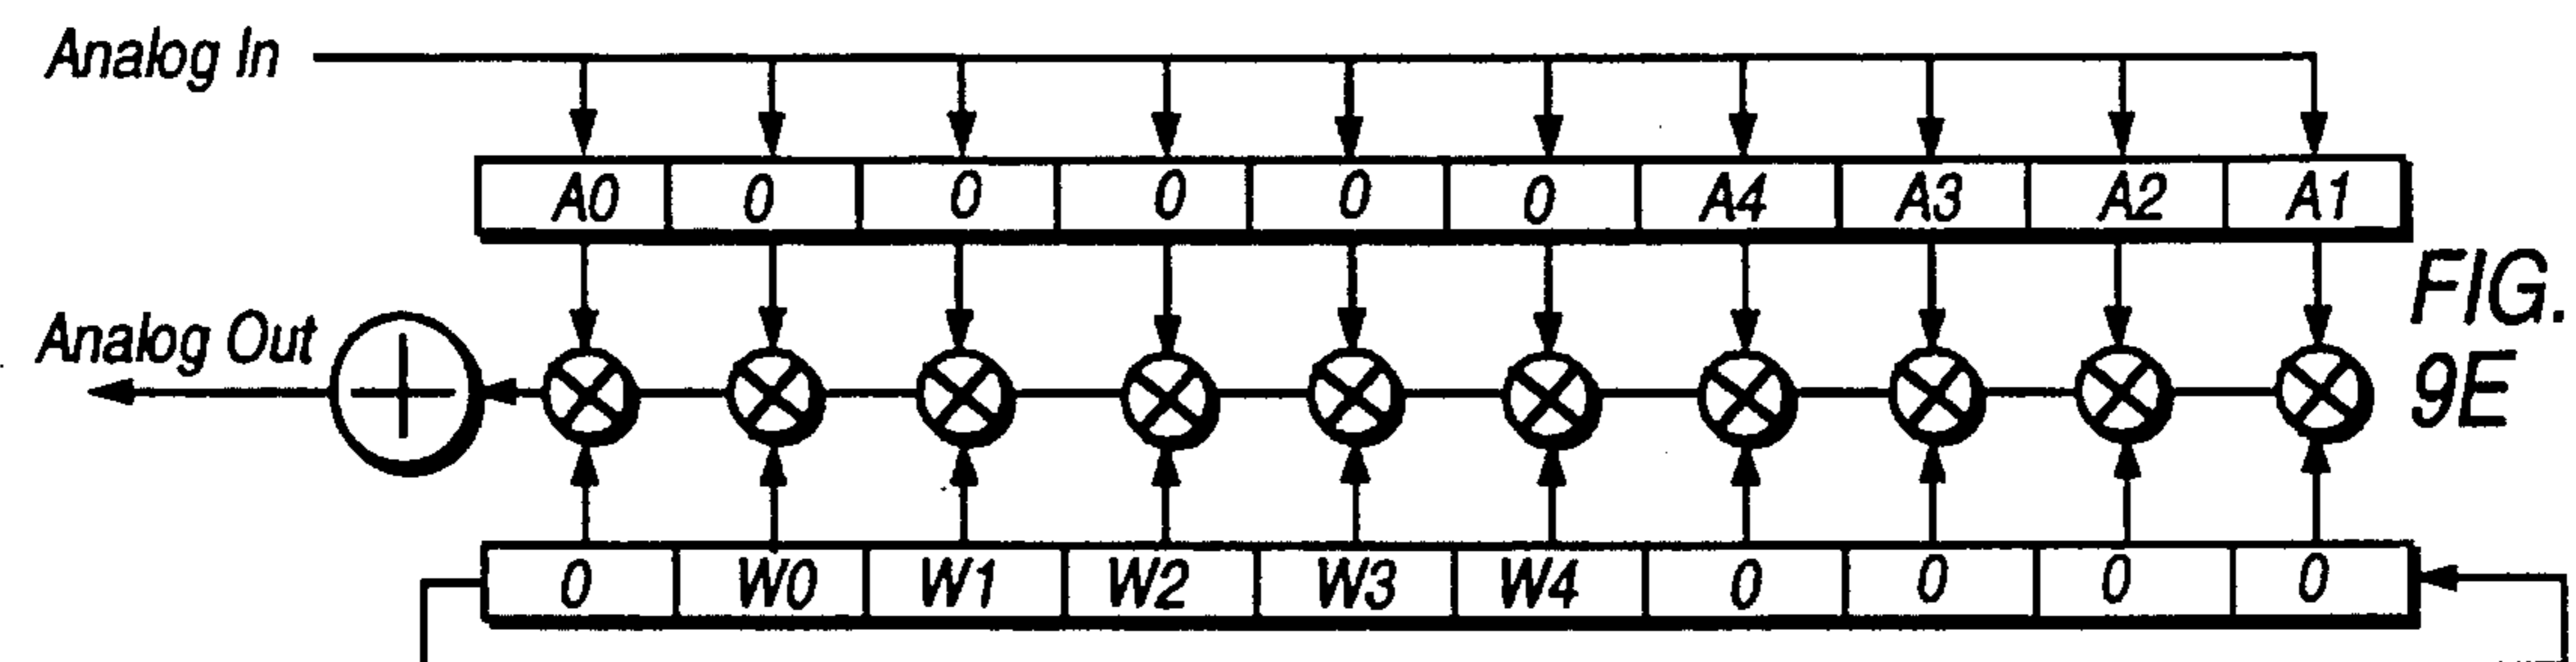 Analog In
A0 0 0 0 0 0 A4 A3 A2 A1
FIG.
9E
Analog Out
0 W0 W1 W2 W3 W4 0 0 0 0